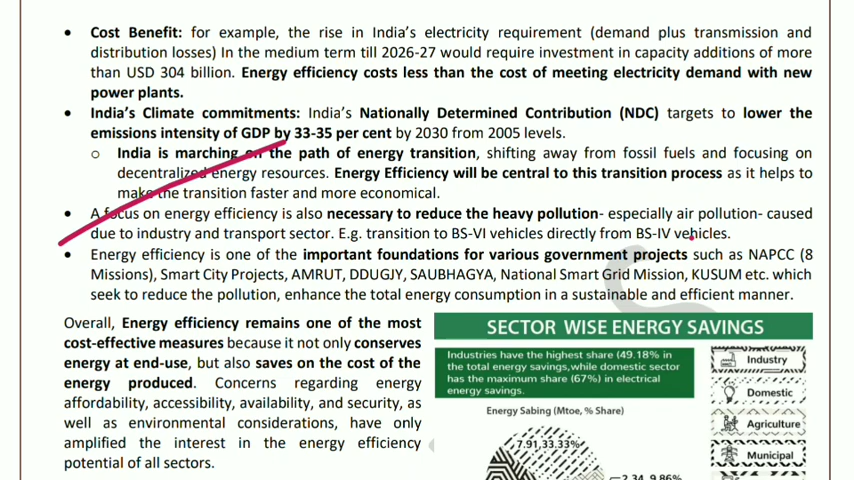 • Cost Benefit: for example, the rise in India's electricity requirement (demand plus transmission and
distribution losses) In the medium term till 2026-27 would require investment in capacity additions of more
than USD 304 billion. Energy efficiency costs less than the cost of meeting electricity demand with new
power plants.
• India's Climate commitments: India's Nationally Determined Contribution (NDC) targets to lower the
emissions intensity of GDP by 33-35 per cent by 2030 from 2005 levels.
o India is marching on the path of energy transition, shifting away from fossil fuels and focusing on
decentralized energy resources. Energy Efficiency will be central to this transition process as it helps to
make the transition faster and more economical.
• A focus on energy efficiency is also necessary to reduce the heavy pollution- especially air pollution- caused
due to industry and transport sector. E.g. transition to BS-VI vehicles directly from BS-IV vehicles.
• Energy efficiency is one of the important foundations for various government projects such as NAPCC (8
Missions), Smart City Projects, AMRUT, DDUGJY, SAUBHAGYA, National Smart Grid Mission, KUSUM etc. which
seek to reduce the pollution, enhance the total energy consumption in a sustainable and efficient manner.
Overall, Energy efficiency remains one of the most
cost-effective measures because it not only conserves
energy at end-use, but also saves on the cost of the
energy produced. Concerns regarding energy
affordability, accessibility, availability, and security, as
well as environmental considerations, have only
amplified the interest in the energy efficiency
potential of all sectors.
SECTOR WISE ENERGY SAVINGS
Industries have the highest share (49.18% in
the total energy savings,while domestic sector
has the maximum share (67%) in electrical
energy savings.
Energy Sabing (Mtoe, % Share)
7.91,33.33%
2.34, 9.86%
Industry
Domestic
Agriculture
Municipal